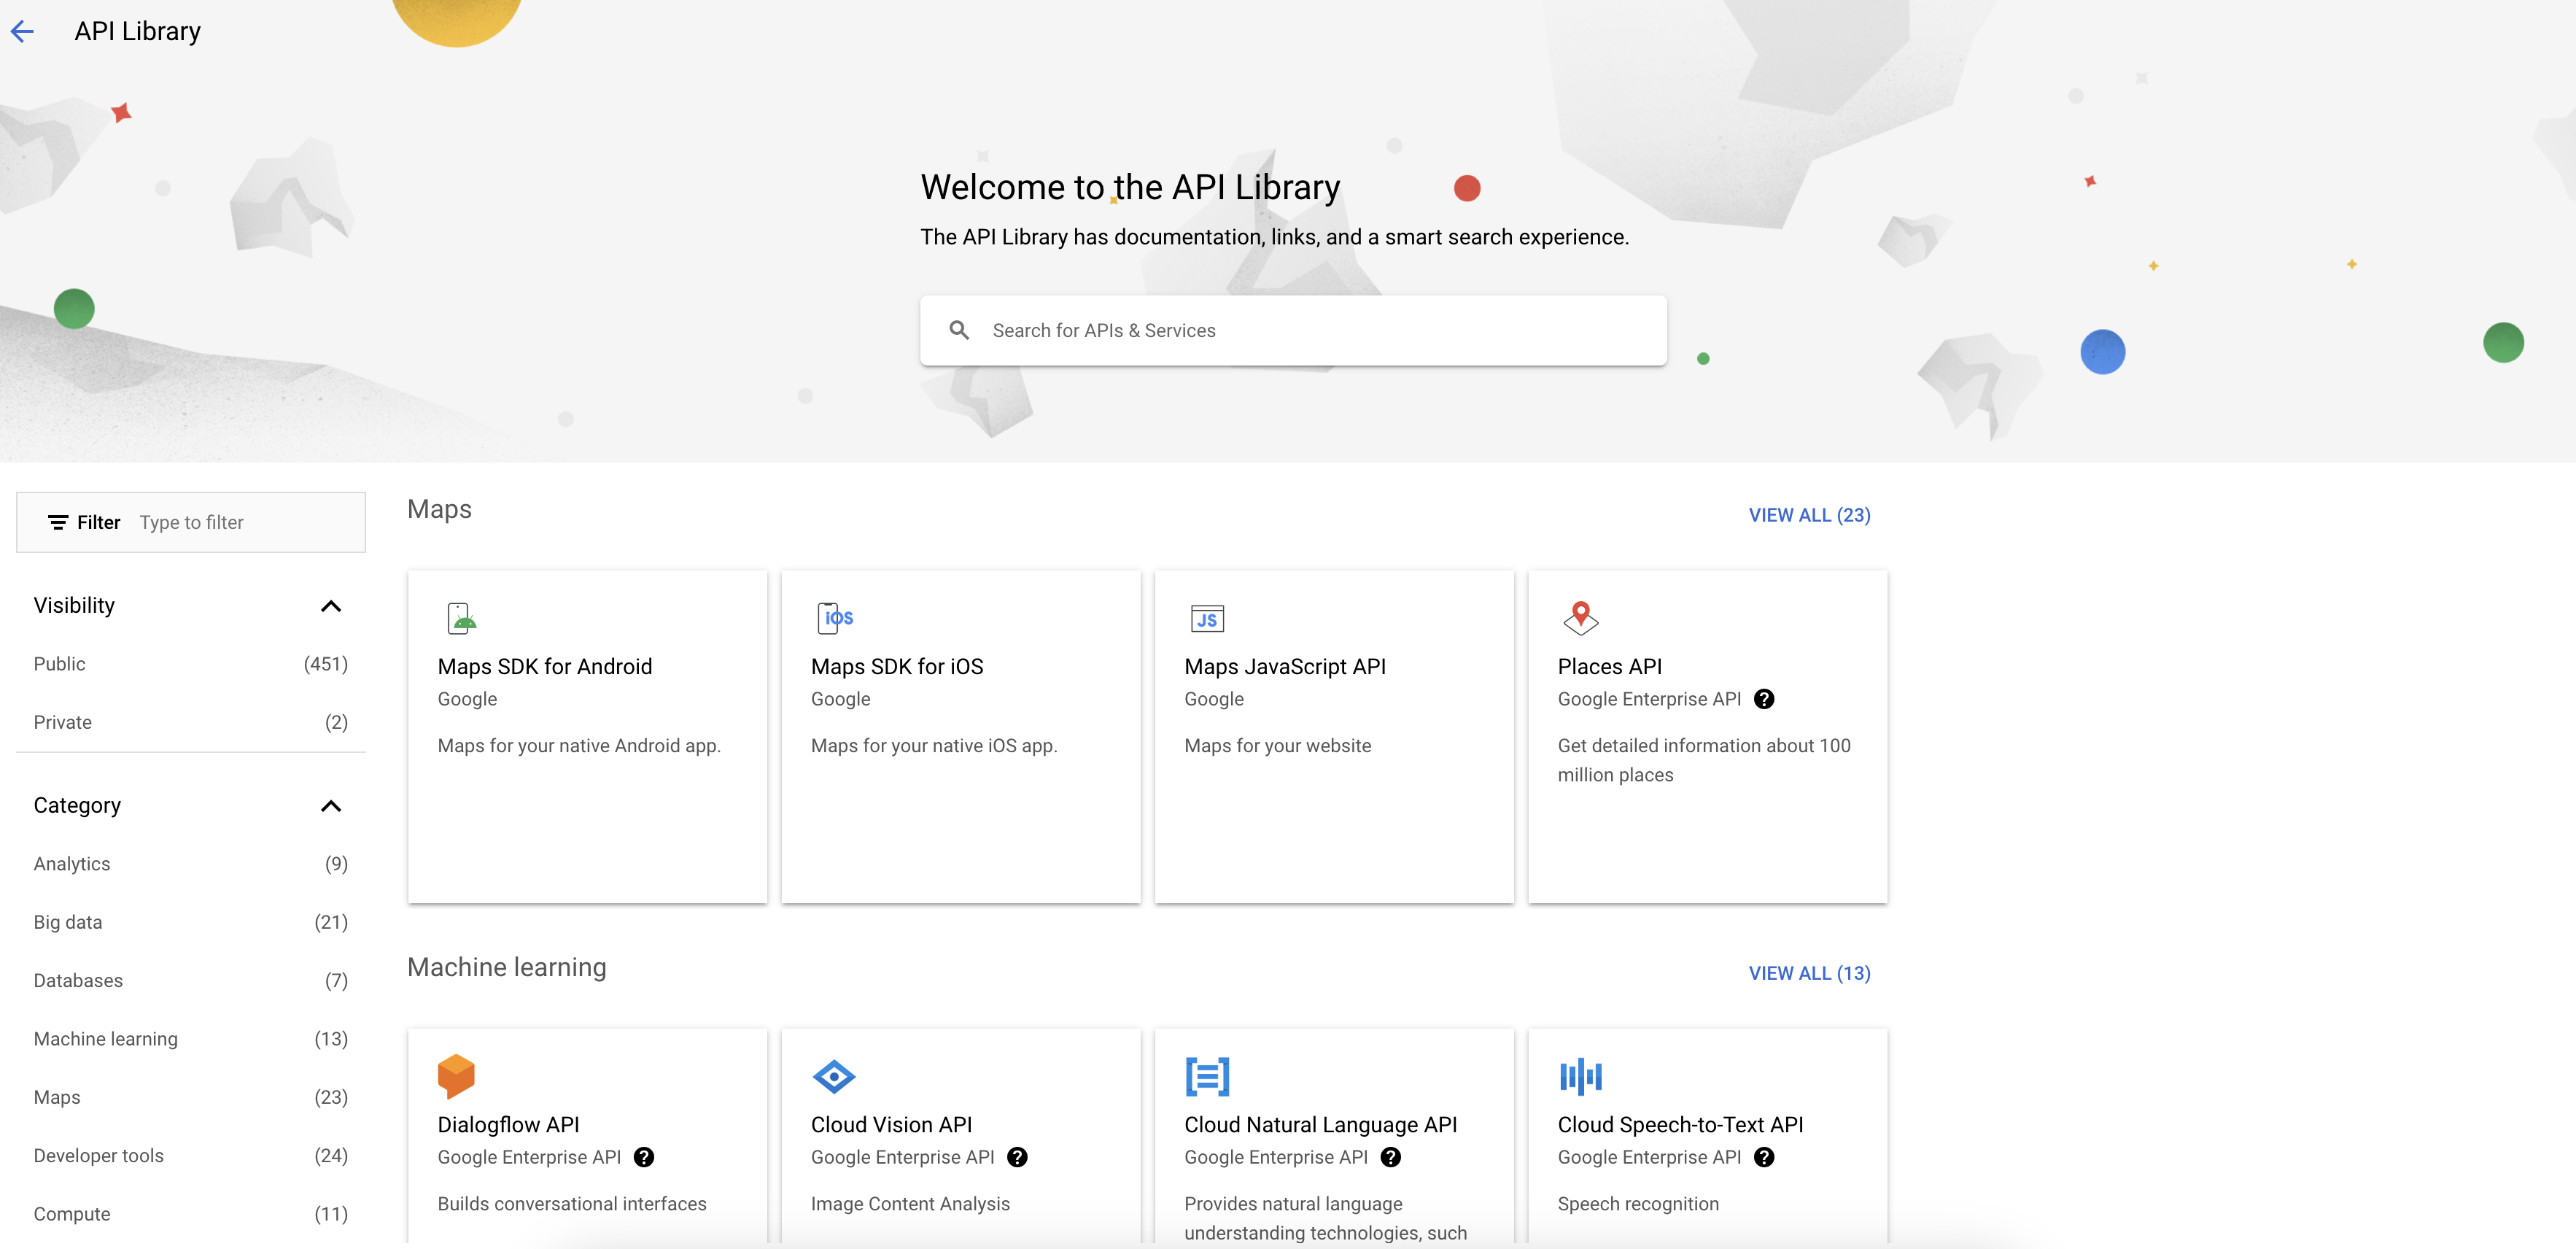 API Library
Welcome to the API Library
The API Library has documentation, links, and a smart search experience.
Search for APIs & Services
Filter Type to filter
Visibility
Public (451)
Private (2)
Category
Analytics (9)
Big data (21)
Databases (7)
Machine learning (13)
Maps (23)
Developer tools (24)
Compute (11)
Maps VIEW ALL (23)
iOS
JS
Maps SDK for Android
Google
Maps for your native Android app.
Maps SDK for iOS
Google
Maps for your native iOS app.
Maps JavaScript API
Google
Maps for your website
Places API
Google Enterprise API ?
Get detailed information about 100
million places
Machine learning VIEW ALL (13)
Dialogflow API
Google Enterprise API ?
Builds conversational interfaces
Cloud Vision API
Google Enterprise API ?
Image Content Analysis
Cloud Natural Language API
Google Enterprise API ?
Provides natural language
understanding technologies, such
Cloud Speech-to-Text API
Google Enterprise API ?
Speech recognition